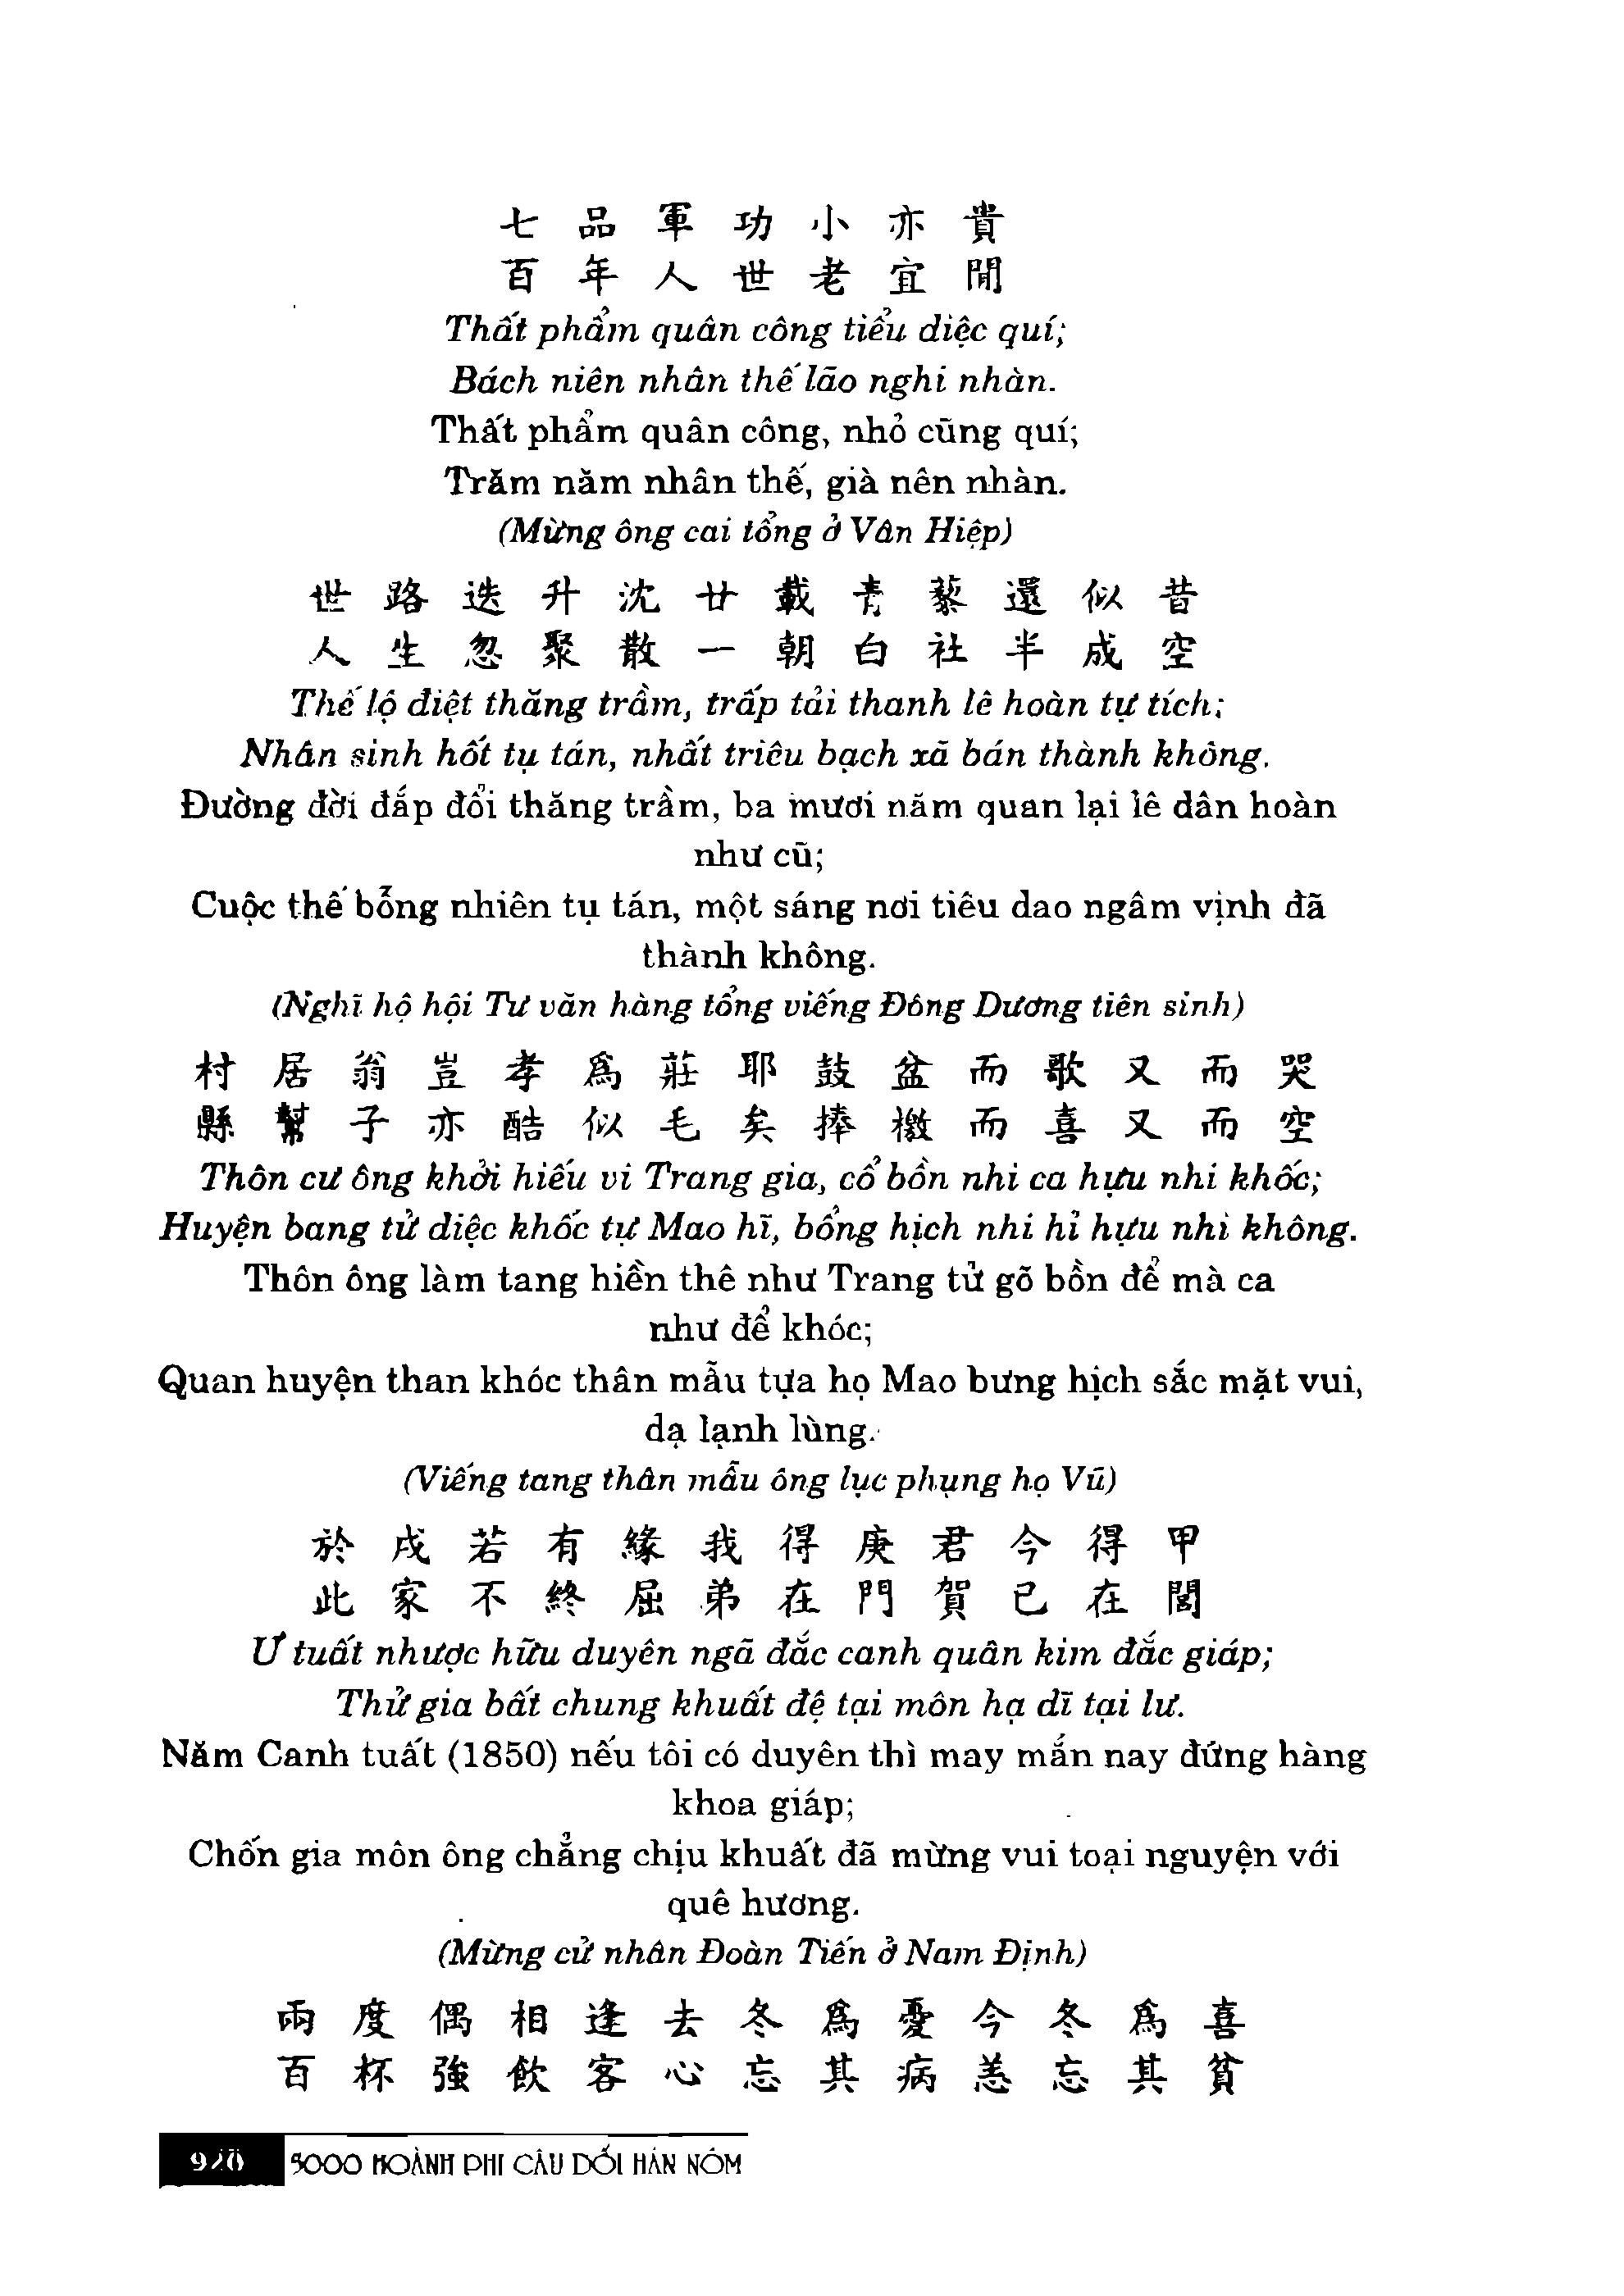 七品軍功小亦貴
百年人世老宜閒
Thất phẩm quân công tiểu diệc quí;
Bách niên nhân thế lão nghi nhàn.
Thất phẩm quân công, nhỏ cũng quí;
Trăm năm nhân thế, già nên nhàn.
(Mừng ông cai tổng ở Vân Hiệp)
世路迭升沈廿載青藜還似昔
人生忽聚散一朝白社半成空
Thế lộ điệt thăng trầm, trấp tải thanh lê hoàn tự tích;
Nhân sinh hốt tụ tán, nhất triêu bạch xã bán thành không.
Đường đời đắp đổi thăng trầm, ba mươi năm quan lại lê dân hoàn
như cũ;
Cuộc thế bỗng nhiên tụ tán, một sáng nơi tiêu dao ngâm vịnh đã
thành không.
(Nghĩ hộ hội Tư văn hàng tổng viếng Đông Dương tiên sinh)
村居翁豈孝爲莊耶鼓盆而歌又而哭
縣幫子亦酷似毛矣捧檄而喜又而空
Thôn cư ông khởi hiếu vi Trang gia, cổ bồn nhi ca hựu nhi khốc;
Huyện bang tử diệc khốc tự Mao hĩ, bổng hịch nhi hỉ hựu nhi không.
Thôn ông làm tang hiền thê như Trang tử gõ bồn để mà ca
như để khóc;
Quan huyện than khóc thân mẫu tựa họ Mao bưng hịch sắc mặt vui,
dạ lạnh lùng.
(Viếng tang thân mẫu ông lục phụng họ Vũ)
於戌若有緣我得庚君今得甲
此家不終屈弟在門賀已在閭
Ư tuất nhược hữu duyên ngã đắc canh quân kim đắc giáp;
Thử gia bất chung khuất đệ tại môn hạ dĩ tại lư.
Năm Canh tuất (1850) nếu tôi có duyên thì may mắn nay đứng hàng
khoa giáp;
Chốn gia môn ông chẳng chịu khuất đã mừng vui toại nguyện với
quê hương.
(Mừng cử nhân Đoàn Tiến ở Nam Định)
兩度偶相逢去冬爲憂今冬爲喜
百杯強飲客心忘其病恙忘其貧
5000 HOÀNH PHI CÂU ĐỐI HÁN NÔM